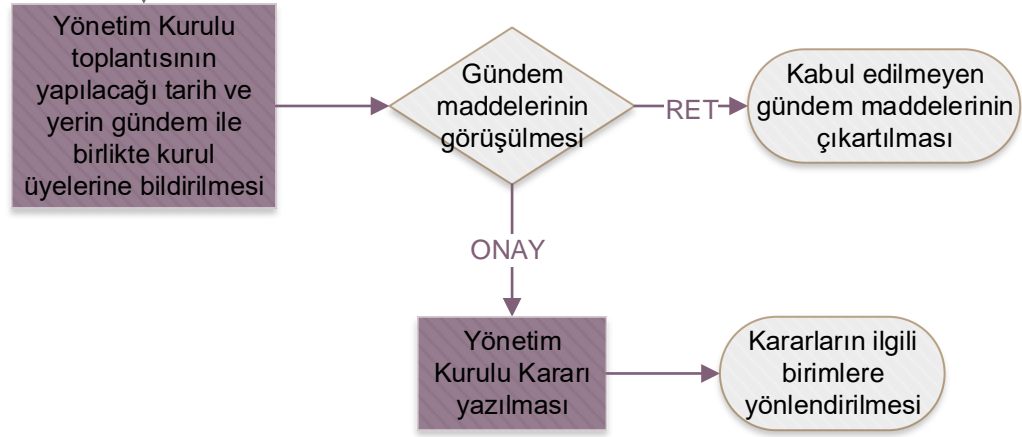 Yönetim Kurulu
toplantısının
yapılacağı tarih ve
yerin gündem ile
birlikte kurul
üyelerine bildirilmesi
Gündem
maddelerinin
görüşülmesi
RET
Kabul edilmeyen
gündem maddelerinin
çıkartılması
ONAY
Yönetim
Kurulu Kararı
yazılması
Kararların ilgili
birimlere
yönlendirilmesi